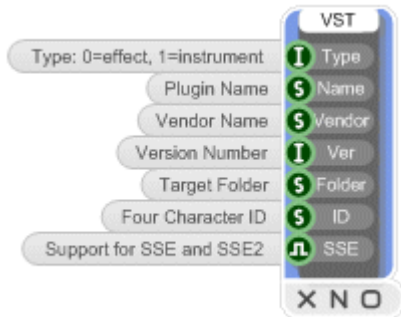 VST
Type: 0=effect, 1=instrument I Type
Plugin Name S Name
Vendor Name S Vendor
Version Number I Ver
Target Folder S Folder
Four Character ID S ID
Support for SSE and SSE2 SSE
X N O